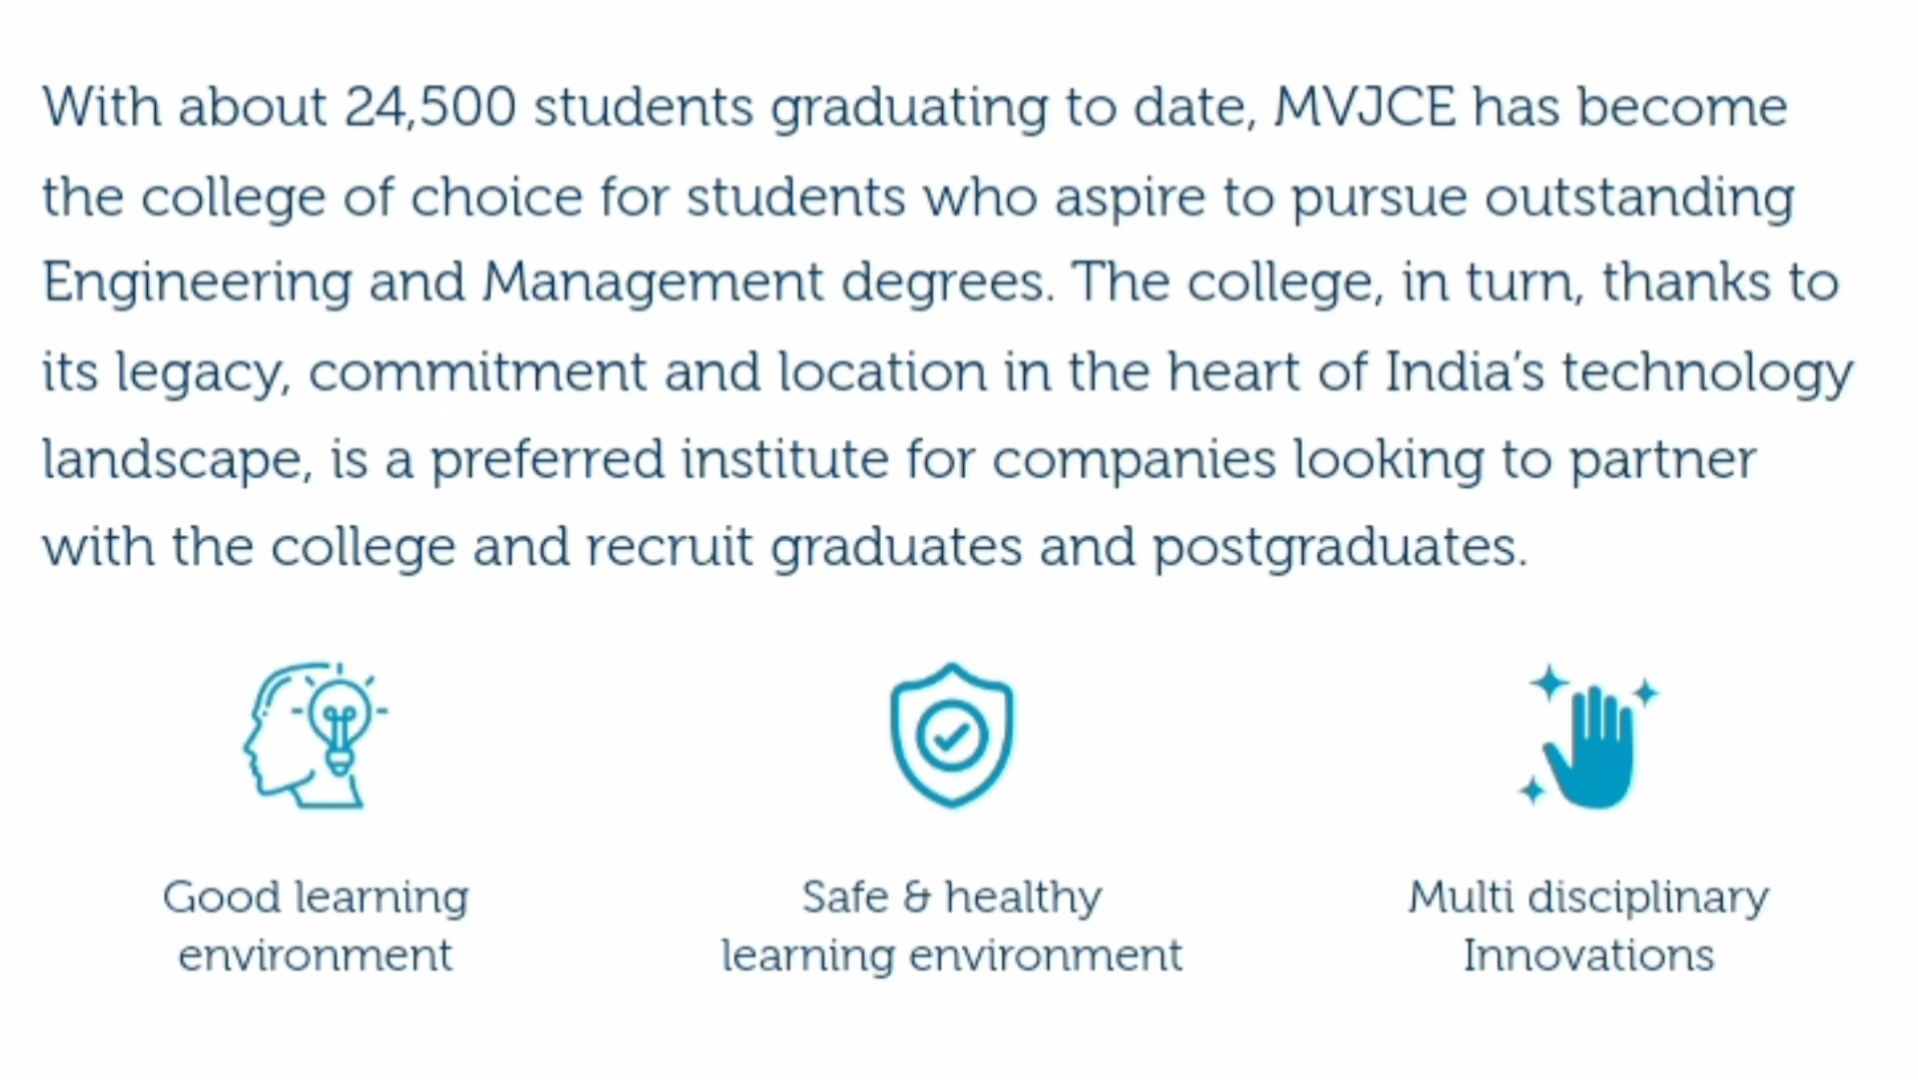 With about 24,500 students graduating to date, MVJCE has become
the college of choice for students who aspire to pursue outstanding
Engineering and Management degrees. The college, in turn, thanks to
its legacy, commitment and location in the heart of India's technology
landscape, is a preferred institute for companies looking to partner
with the college and recruit graduates and postgraduates.
Good learning
environment
Safe & healthy
learning environment
Multi disciplinary
Innovations